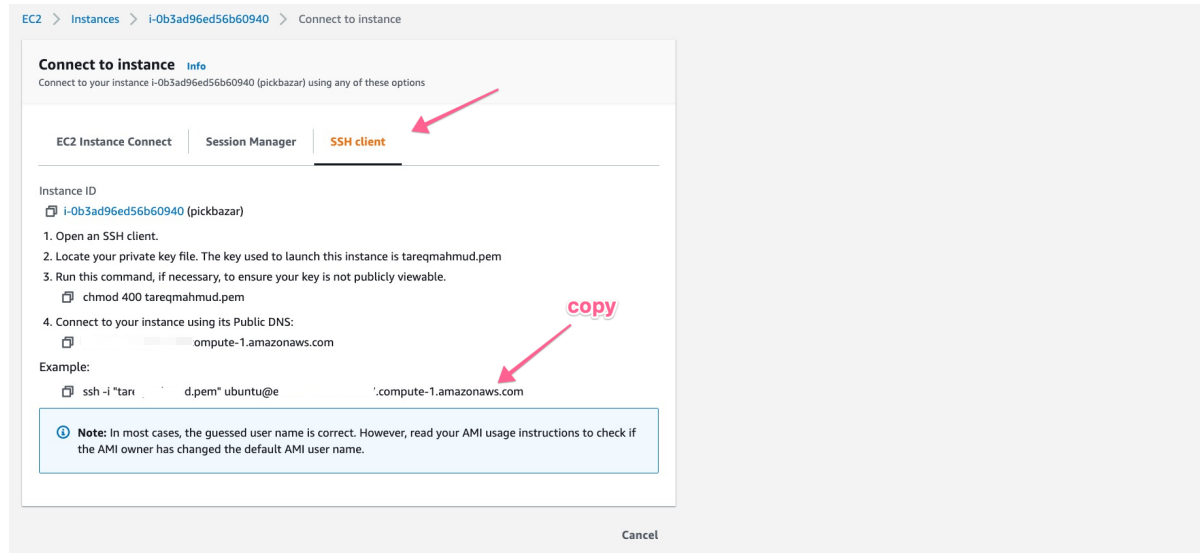 EC2 > Instances > i-0b3ad96ed56b60940 > Connect to instance
Connect to instance Info
Connect to your instance i-0b3ad96ed56b60940 (pickbazar) using any of these options
EC2 Instance Connect Session Manager SSH client
Instance ID
i-0b3ad96ed56b60940 (pickbazar)
1. Open an SSH client.
2. Locate your private key file. The key used to launch this instance is tareqmahmud.pem
3. Run this command, if necessary, to ensure your key is not publicly viewable.
chmod 400 tareqmahmud.pem
copy
4. Connect to your instance using its Public DNS:
ompute-1.amazonaws.com
Example:
ssh -i "tare d.pem" ubuntu@e .compute-1.amazonaws.com
Note: In most cases, the guessed user name is correct. However, read your AMI usage instructions to check if
the AMI owner has changed the default AMI user name.
Cancel